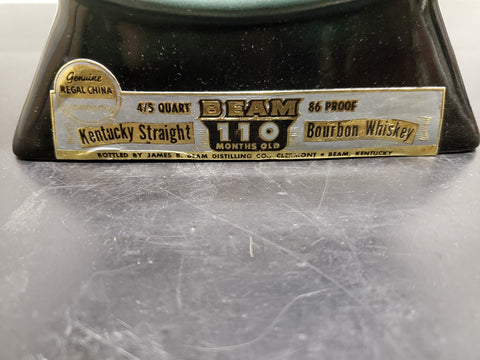 Genuine
REGAL CHINA
4/5 QUART
BEAM
86 PROOF
Kentucky Straight
110
Bourbon Whiskey
MONTHS OLD
BOTTLED BY JAMES B. BEAM DISTILLING CO., CLERMONT • BEAM, KENTUCKY